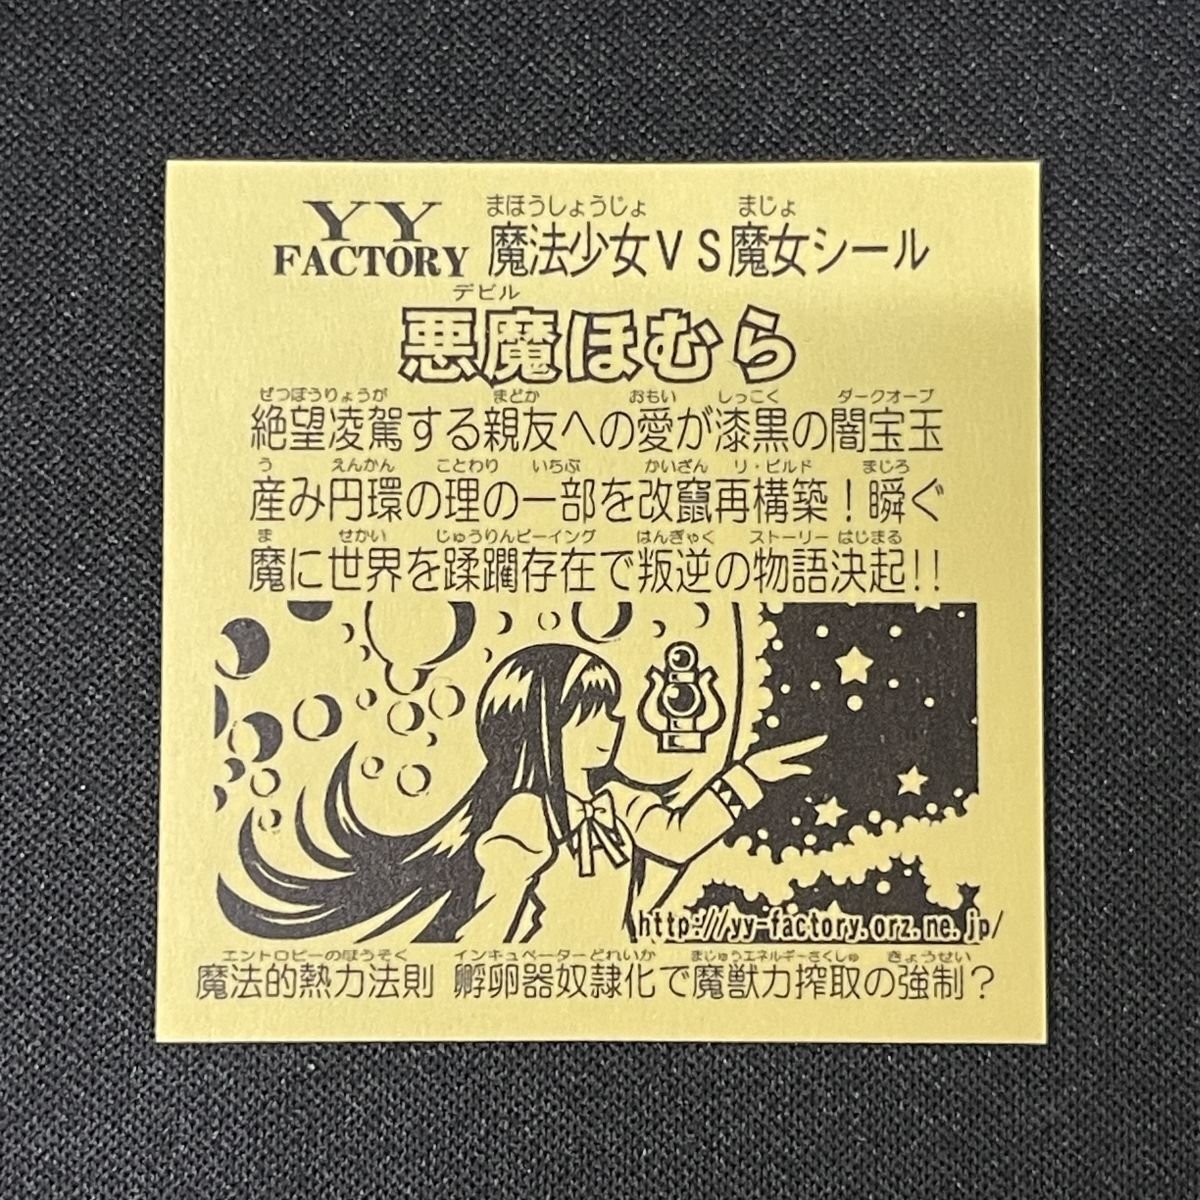 YY FACTORY
まほうしょうじょ まじょ
魔法少女VS魔女シール
デビル
悪魔ほむら
ぜつぼうりょうが まどか おもい しっこく ダークオーブ
絶望凌駕する親友への愛が漆黒の闇宝玉
う えんかん ことわり いちぶ かいざん リ・ビルド まじろ
産み円環の理の一部を改竄再構築！瞬ぐ
ま せかい じゅうりんビーイング はんぎゃく ストーリー はじまる
魔に世界を蹂躙存在で叛逆の物語決起!!
http://yy-factory.orz.ne.jp/
エントロピーのほうそく インキュベーターどれいか まじゅうエネルギーさくしゅ きょうせい
魔法的熱力法則 孵卵器奴隷化で魔獣力搾取の強制？